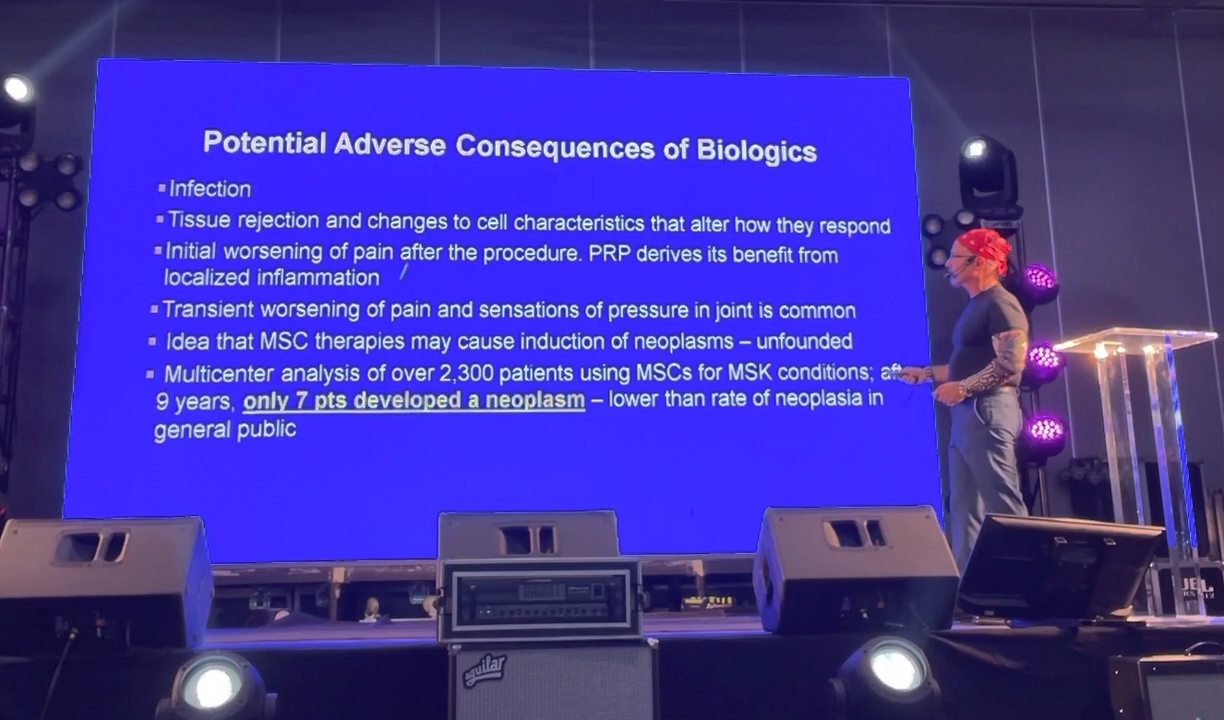 Potential Adverse Consequences of Biologics
▪ Infection
▪ Tissue rejection and changes to cell characteristics that alter how they respond
▪ Initial worsening of pain after the procedure. PRP derives its benefit from
localized inflammation
▪ Transient worsening of pain and sensations of pressure in joint is common
▪ Idea that MSC therapies may cause induction of neoplasms – unfounded
▪ Multicenter analysis of over 2,300 patients using MSCs for MSK conditions; aft
9 years, only 7 pts developed a neoplasm – lower than rate of neoplasia in
general public
aguilar